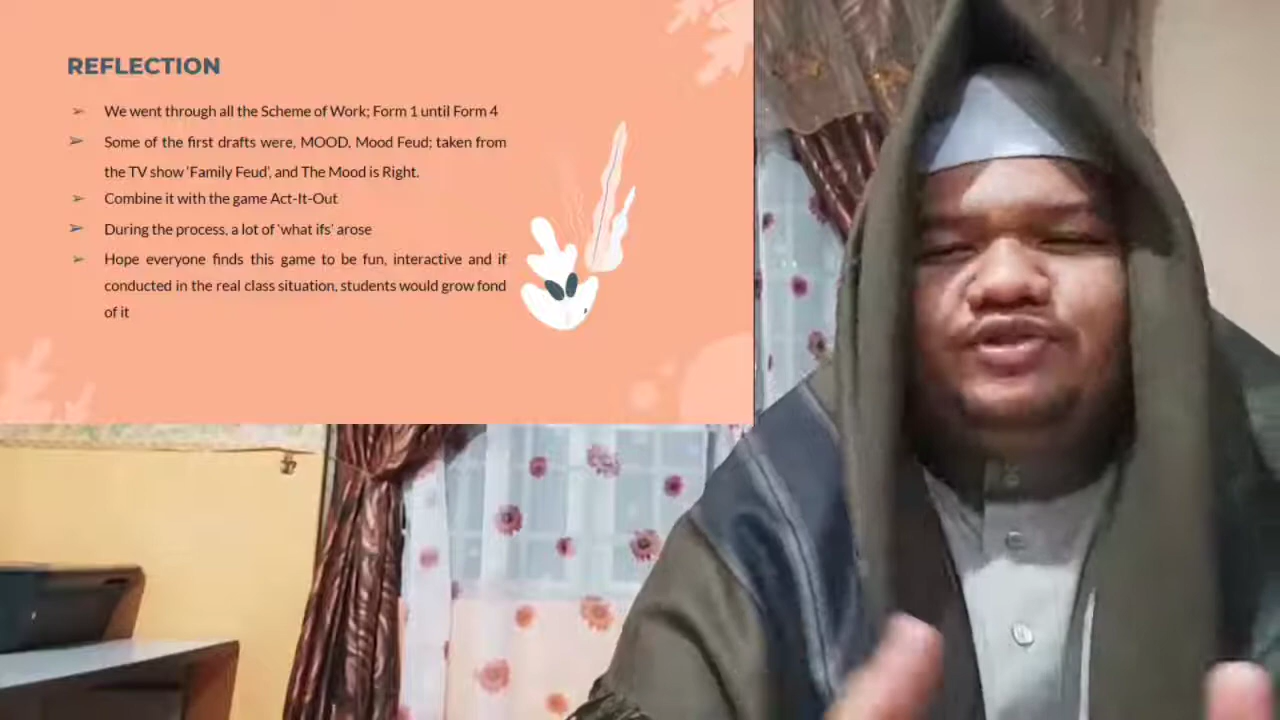 REFLECTION
➢ We went through all the Scheme of Work; Form 1 until Form 4
➢ Some of the first drafts were, MOOD, Mood Feud; taken from
the TV show 'Family Feud', and The Mood is Right.
➢ Combine it with the game Act-It-Out
➢ During the process, a lot of 'what ifs' arose
➢ Hope everyone finds this game to be fun, interactive and if
conducted in the real class situation, students would grow fond
of it